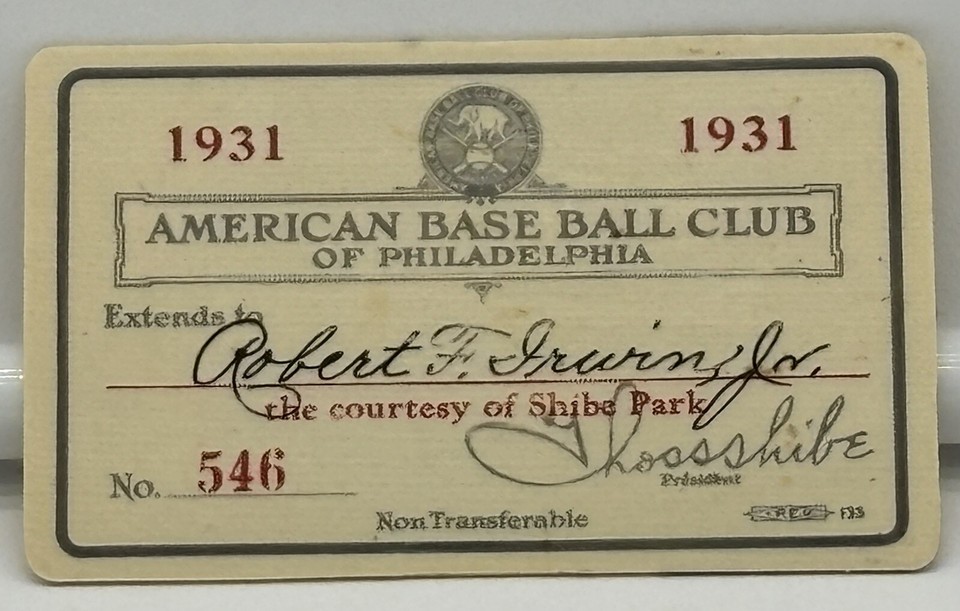 1931 1931
AMERICAN BASE BALL CLUB
OF PHILADELPHIA
Extends to
Robert F. Irwin, Jr.
the courtesy of Shibe Park
Thos S Shibe
President
No. 546
Non Transferable